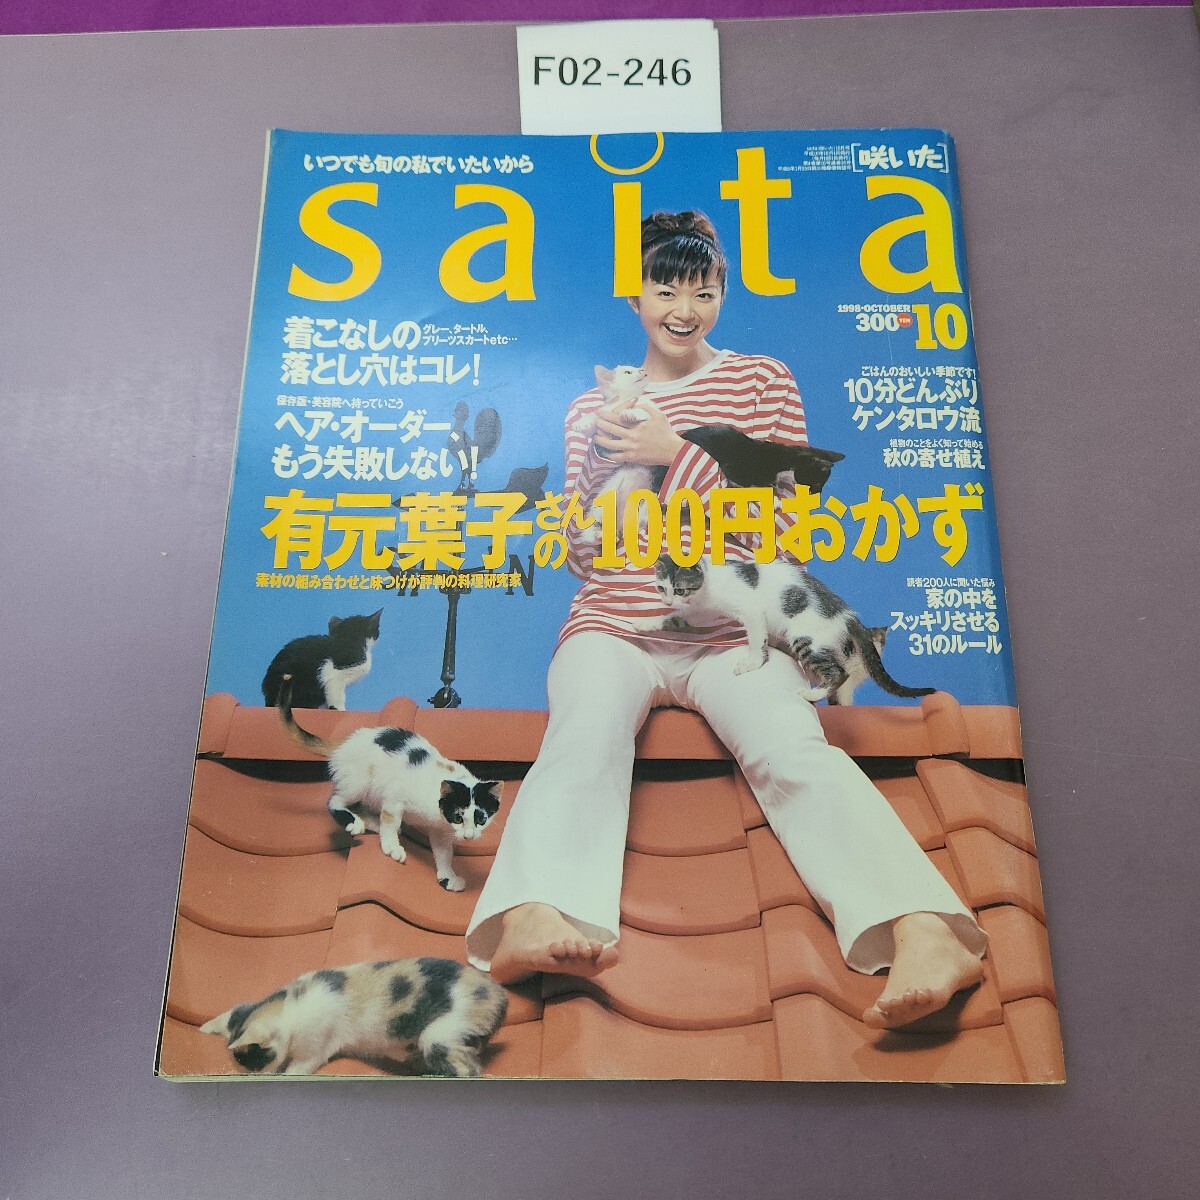 F02-246
いつでも旬の私でいたいから
[咲いた]
saita
1998・OCTOBER
300YEN
10
着こなしの
グレー、タートル、
プリーツスカートetc…
落とし穴はコレ!
保存版・美容院へ持っていこう
ヘア・オーダー、
もう失敗しない!
ごはんのおいしい季節です!
10分どんぶり
ケンタロウ流
植物のことをよく知って始める
秋の寄せ植え
有元葉子さんの100円おかず
素材の組み合わせと味つけが評判の料理研究家
読者200人に聞いた悩み
家の中を
スッキリさせる
31のルール
N